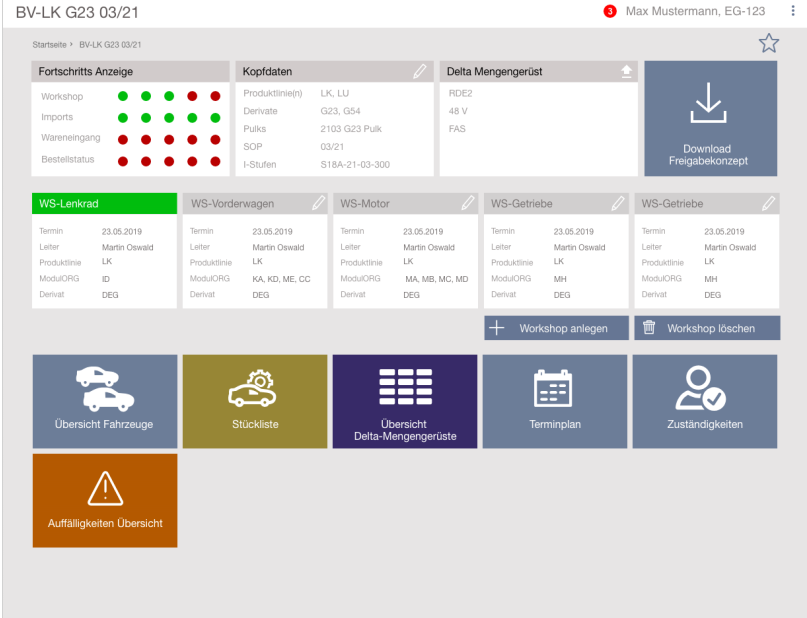 BV-LK G23 03/21
3 Max Mustermann, EG-123
Startseite › BV-LK G23 03/21
Fortschritts Anzeige
Workshop
Imports
Wareneingang
Bestellstatus
Kopfdaten
Produktlinie(n) LK, LU
Derivate G23, G54
Pulks 2103 G23 Pulk
SOP 03/21
I-Stufen S18A-21-03-300
Delta Mengengerüst
RDE2
48 V
FAS
Download
Freigabekonzept
WS-Lenkrad
Termin 23.05.2019
Leiter Martin Oswald
Produktlinie LK
ModulORG ID
Derivat DEG
WS-Vorderwagen
Termin 23.05.2019
Leiter Martin Oswald
Produktlinie LK
ModulORG KA, KD, ME, CC
Derivat DEG
WS-Motor
Termin 23.05.2019
Leiter Martin Oswald
Produktlinie LK
ModulORG MA, MB, MC, MD
Derivat DEG
WS-Getriebe
Termin 23.05.2019
Leiter Martin Oswald
Produktlinie LK
ModulORG MH
Derivat DEG
WS-Getriebe
Termin 23.05.2019
Leiter Martin Oswald
Produktlinie LK
ModulORG MH
Derivat DEG
Workshop anlegen
Workshop löschen
Übersicht Fahrzeuge
Stückliste
Übersicht
Delta-Mengengerüste
Terminplan
Zuständigkeiten
Auffälligkeiten Übersicht